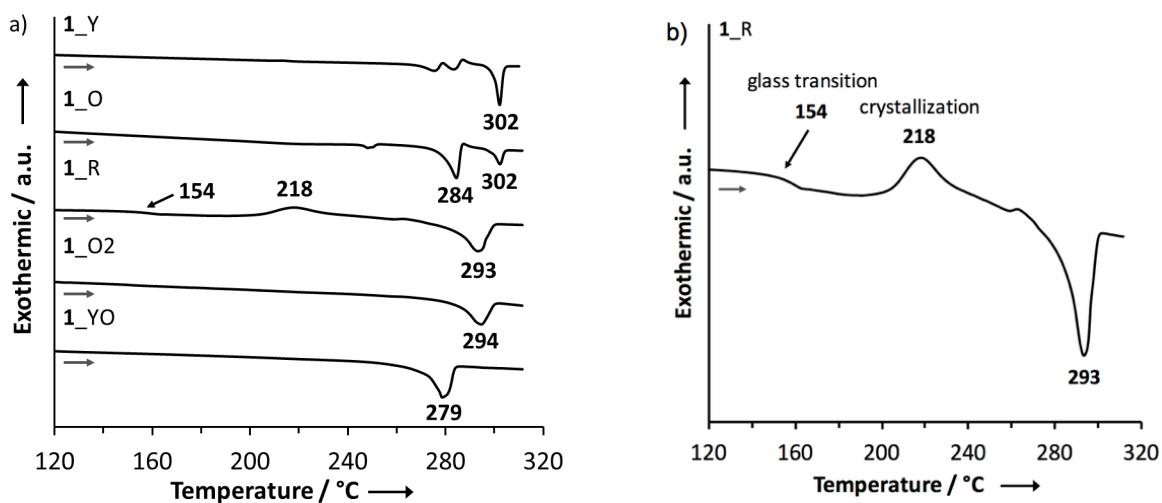 a)
1_Y
1_O
302
1_R
154
218
284
302
1_O2
293
1_YO
294
279
Exothermic / a.u.
120 160 200 240 280 320
Temperature / °C
b)
1_R
glass transition
154
crystallization
218
293
Exothermic / a.u.
120 160 200 240 280 320
Temperature / °C